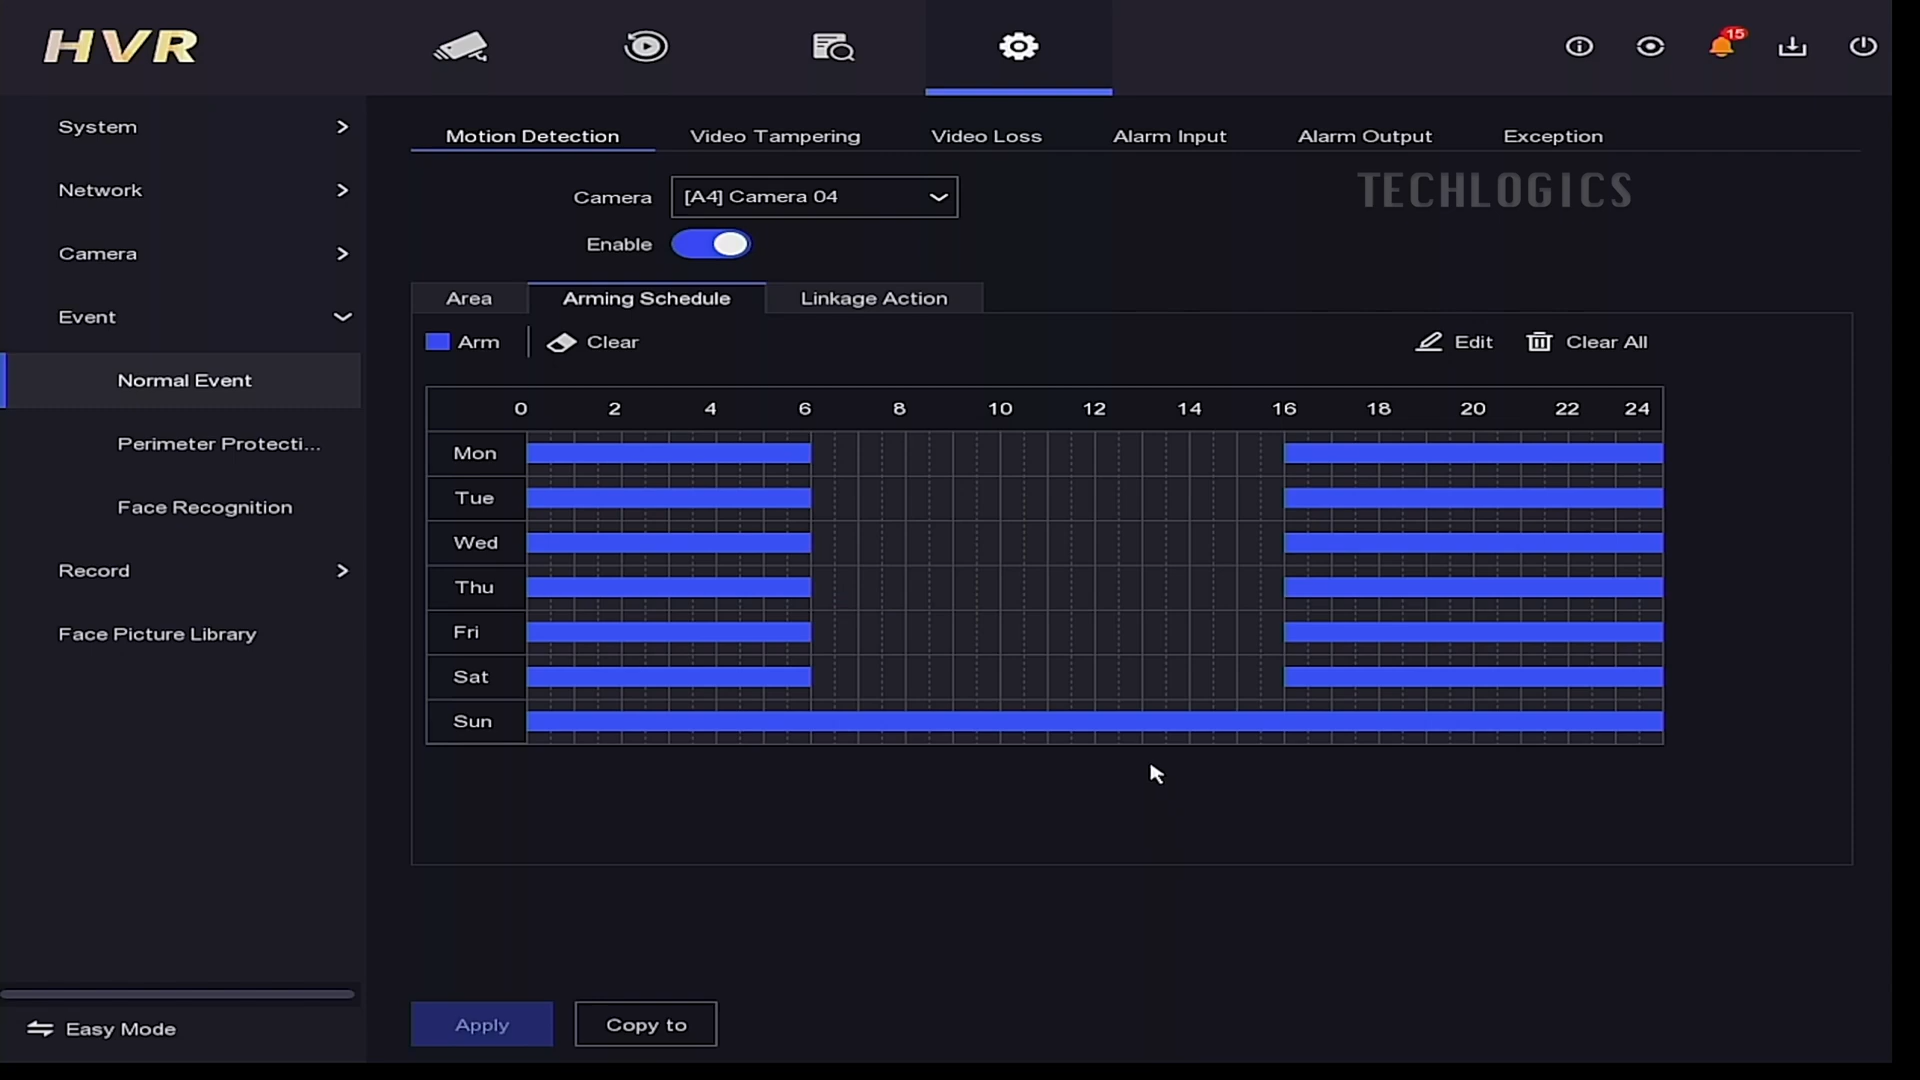 HVR
15
System
Network
Camera
Event
Normal Event
Perimeter Protecti...
Face Recognition
Record
Face Picture Library
Easy Mode
Motion Detection Video Tampering Video Loss Alarm Input Alarm Output Exception
TECHLOGICS
Camera [A4] Camera 04
Enable
Area Arming Schedule Linkage Action
Arm Clear Edit Clear All
0 2 4 6 8 10 12 14 16 18 20 22 24
Mon
Tue
Wed
Thu
Fri
Sat
Sun
Apply Copy to